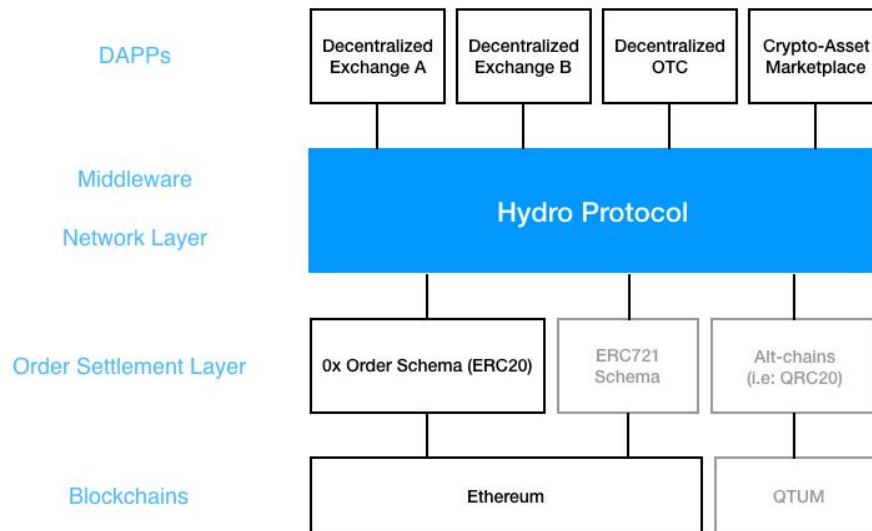 DAPPs
Decentralized
Exchange A
Decentralized
Exchange B
Decentralized
OTC
Crypto-Asset
Marketplace
Middleware
Network Layer
Hydro Protocol
Order Settlement Layer
0x Order Schema (ERC20)
ERC721
Schema
Alt-chains
(i.e: QRC20)
Blockchains
Ethereum
QTUM